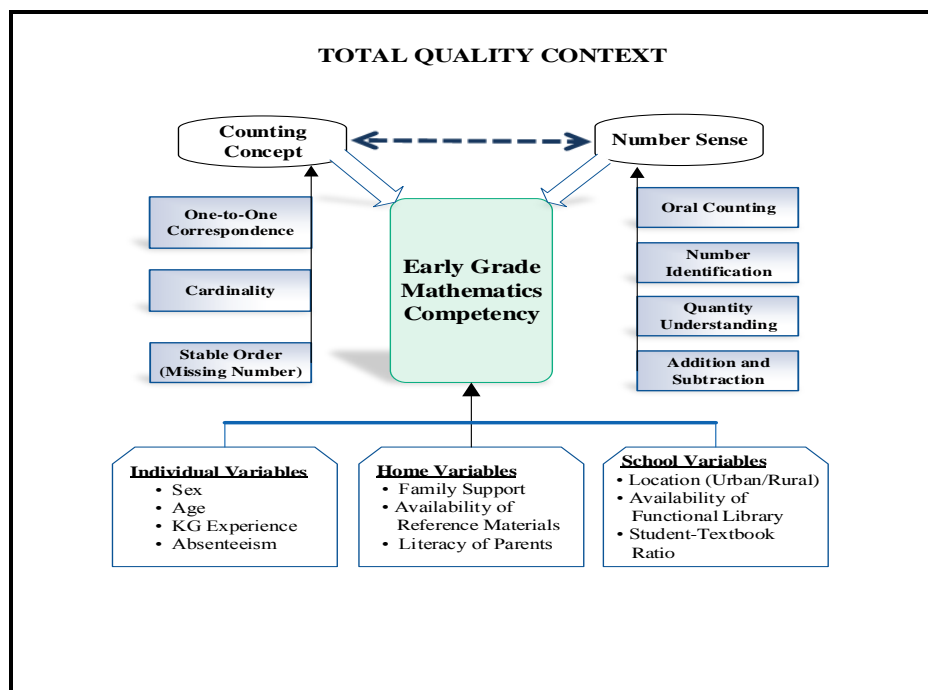 TOTAL QUALITY CONTEXT
Counting
Concept
Number Sense
One-to-One
Correspondence
Cardinality
Stable Order
(Missing Number)
Early Grade
Mathematics
Competency
Oral Counting
Number
Identification
Quantity
Understanding
Addition and
Subtraction
Individual Variables
• Sex
• Age
• KG Experience
• Absenteeism
Home Variables
• Family Support
• Availability of
Reference Materials
• Literacy of Parents
School Variables
• Location (Urban/Rural)
• Availability of
Functional Library
• Student-Textbook
Ratio